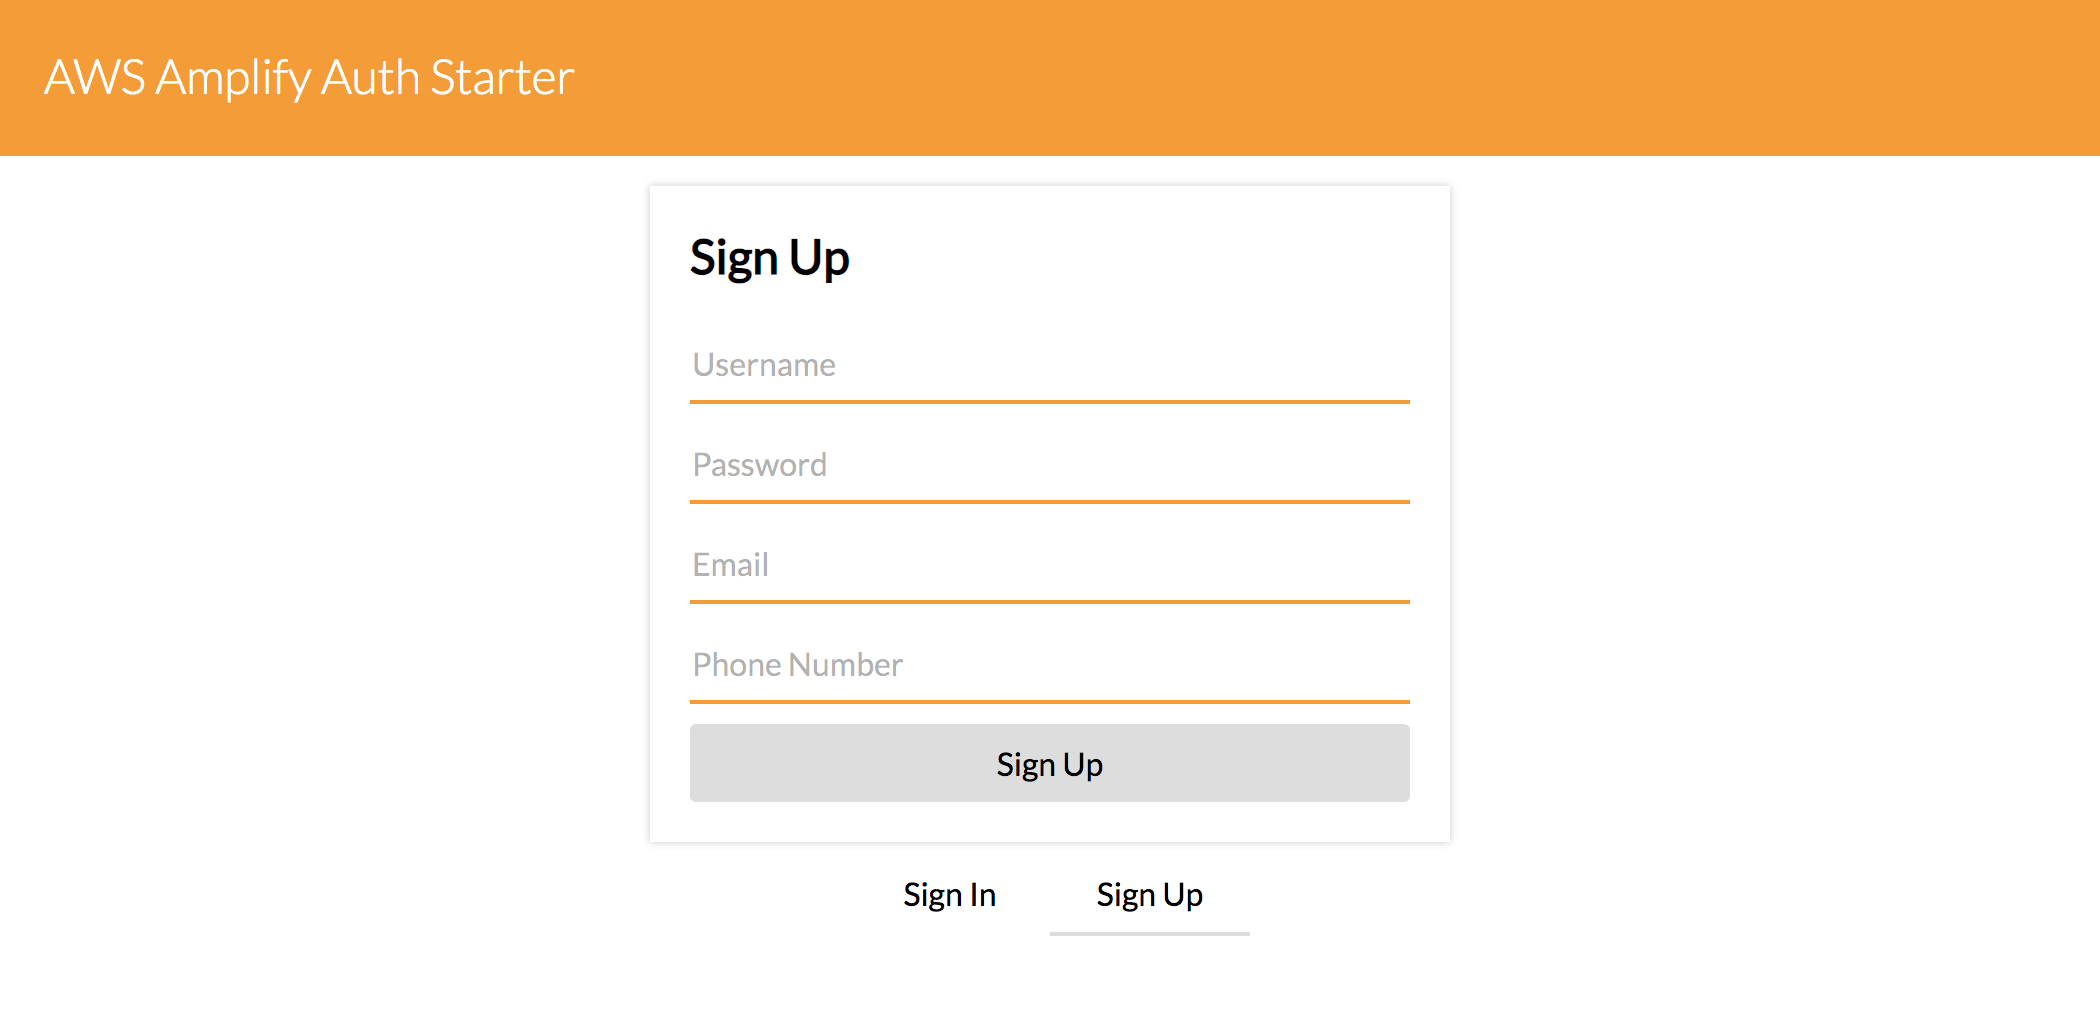 AWS Amplify Auth Starter
Sign Up
Username
Password
Email
Phone Number
Sign Up
Sign In Sign Up